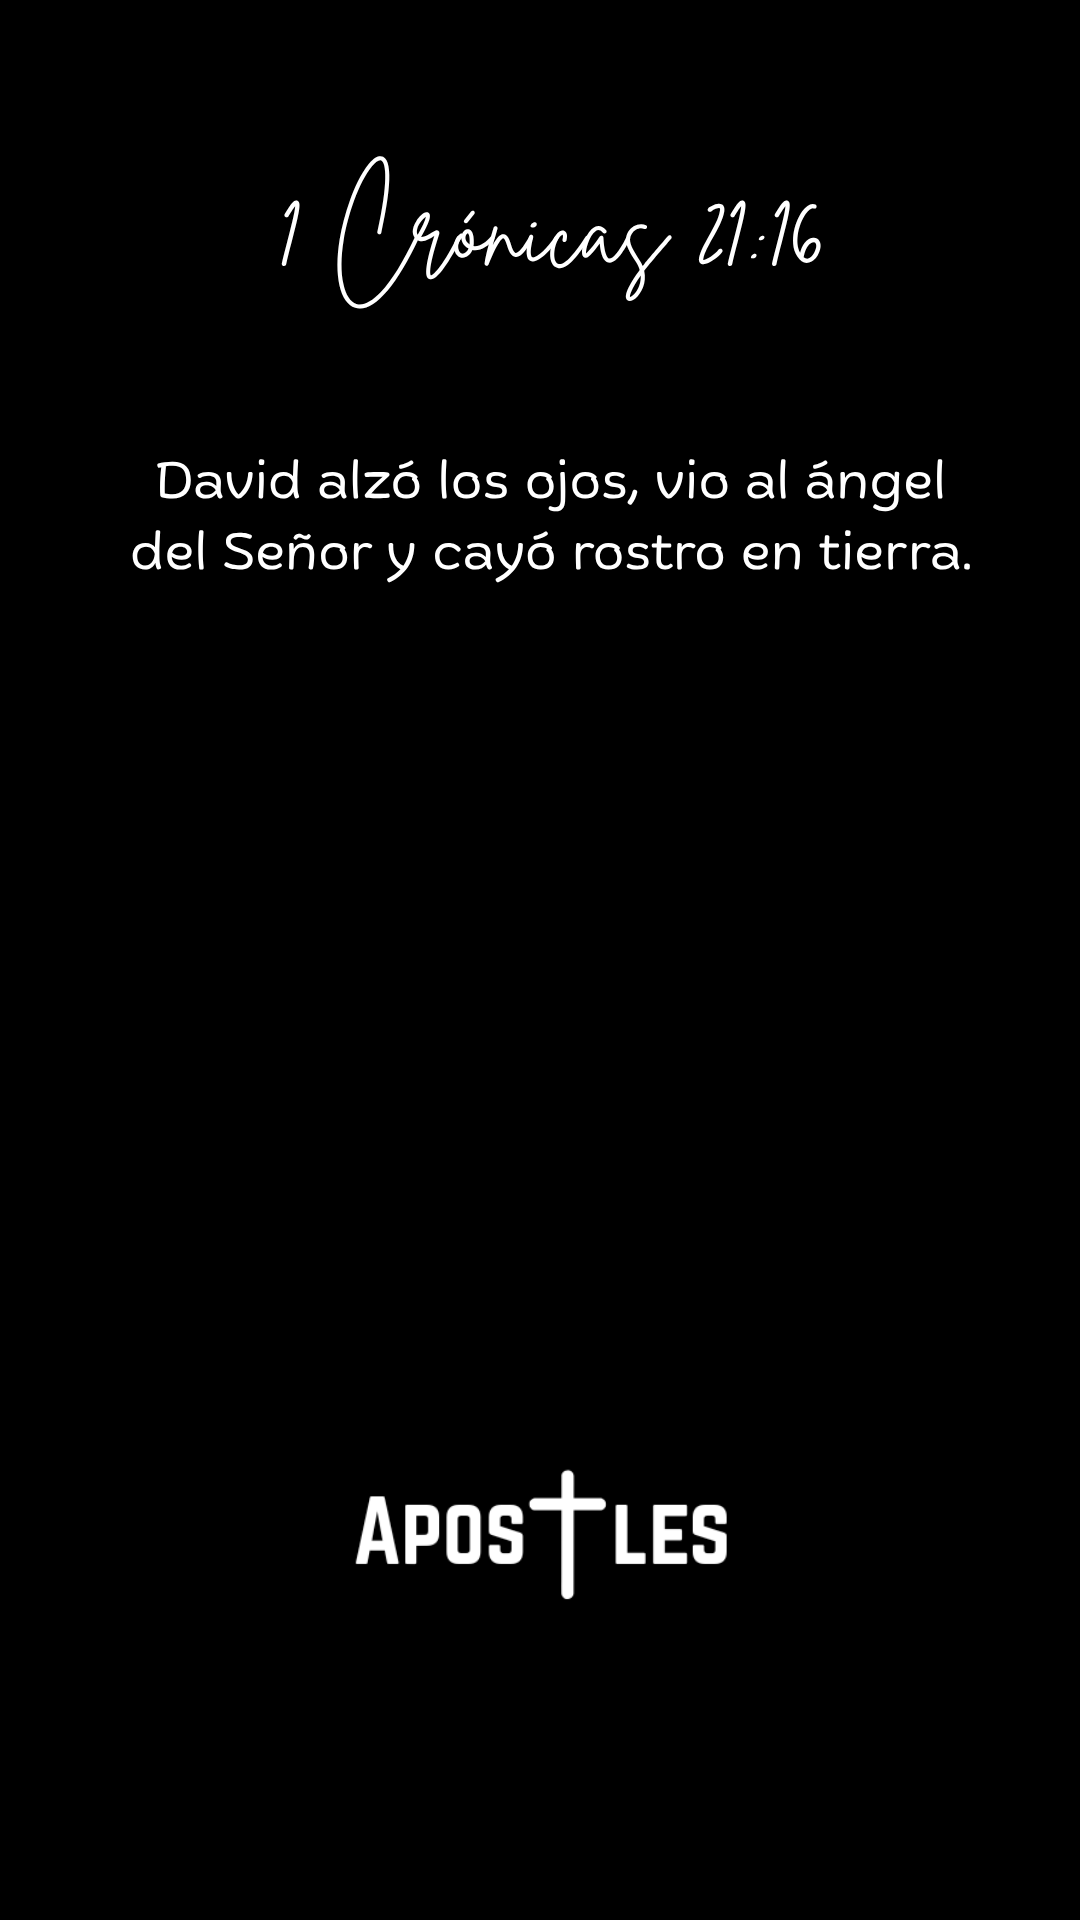 1 Crónicas 21:16
David alzó los ojos, vio al ángel
del Señor y cayó rostro en tierra.
Apostles